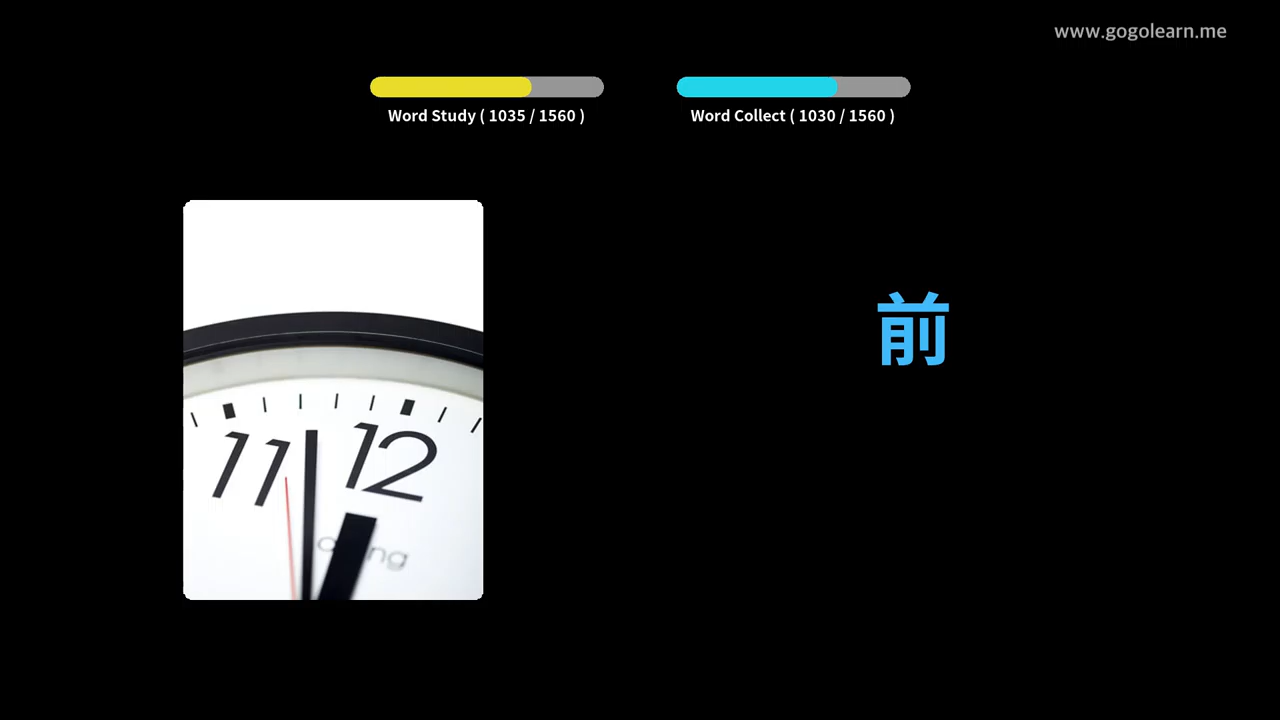 www.gogolearn.me
Word Study ( 1035 / 1560 )
Word Collect ( 1030 / 1560 )
前
11
12